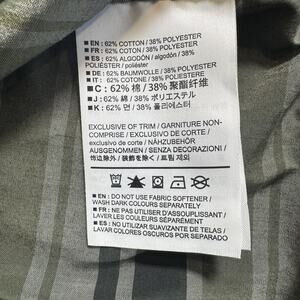 ■ EN : 62% COTTON / 38% POLYESTER
■ FR : 62% COTON / 38% POLYESTER
■ ES : 62% ALGODÓN / algodón / 38%
POLIÉSTER / poliéster
■ DE : 62% BAUMWOLLE / 38% POLYESTER
■ IT : 62% COTONE / 38% POLIESTERE
■ C : 62% 棉 / 38% 聚酯纤维
■ J : 62% 綿 / 38% ポリエステル
■ K : 62% 면 / 38% 폴리에스터
EXCLUSIVE OF TRIM / GARNITURE NON-
COMPRISE / EXCLUSIVO DE CORTE /
exclusivo de corte / NÄHZUBEHÖR
AUSGENOMMEN / SENZA DECORAZIONI /
饰边除外 / 装飾を除く / 트림 제외
■ EN : DO NOT USE FABRIC SOFTENER /
WASH DARK COLOURS SEPARATELY
■ FR : NE PAS UTILISER D'ASSOUPLISSANT /
LAVER LES COULEURS SÉPARÉMENT
■ ES : NO UTILIZAR SUAVIZANTE DE TELAS /
LAVAR COLORES OSCUROS POR SEPARADO